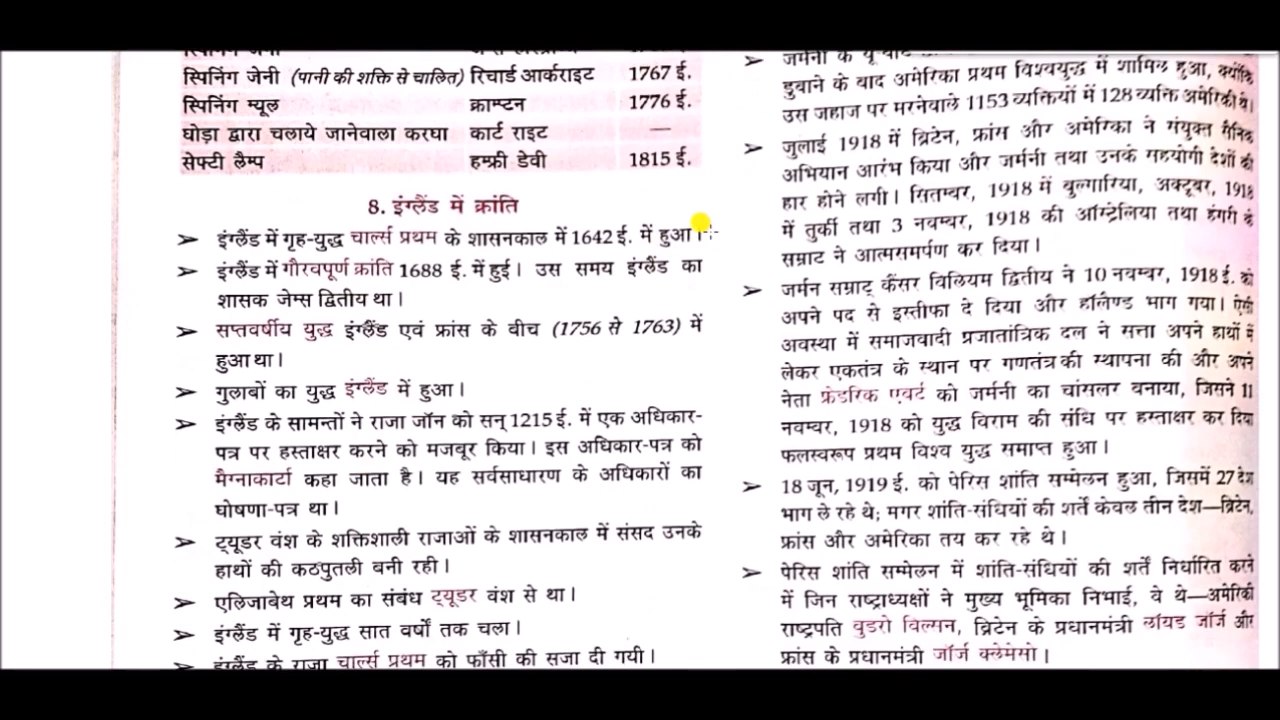 स्पिनिंग जेनी (पानी की शक्ति से चालित) रिचार्ड आर्कराइट 1767 ई.
स्पिनिंग म्यूल क्राम्टन 1776 ई.
घोड़ा द्वारा चलाये जानेवाला करघा कार्ट राइट —
सेफ्टी लैम्प हम्फ्री डेवी 1815 ई.
8. इंग्लैंड में क्रांति
➢ इंग्लैंड में गृह-युद्ध चार्ल्स प्रथम के शासनकाल में 1642 ई. में हुआ।
➢ इंग्लैंड में गौरवपूर्ण क्रांति 1688 ई. में हुई। उस समय इंग्लैंड का
शासक जेम्स द्वितीय था।
➢ सप्तवर्षीय युद्ध इंग्लैंड एवं फ्रांस के बीच (1756 से 1763) में
हुआ था।
➢ गुलाबों का युद्ध इंग्लैंड में हुआ।
➢ इंग्लैंड के सामन्तों ने राजा जॉन को सन् 1215 ई. में एक अधिकार-
पत्र पर हस्ताक्षर करने को मजबूर किया। इस अधिकार-पत्र को
मैग्नाकार्टा कहा जाता है। यह सर्वसाधारण के अधिकारों का
घोषणा-पत्र था।
➢ ट्यूडर वंश के शक्तिशाली राजाओं के शासनकाल में संसद उनके
हाथों की कठपुतली बनी रही।
➢ एलिजाबेथ प्रथम का संबंध ट्यूडर वंश से था।
➢ इंग्लैंड में गृह-युद्ध सात वर्षों तक चला।
➢ इंग्लैंड के राजा चार्ल्स प्रथम को फाँसी की सजा दी गयी।
➢ जर्मनी के
डुबाने के बाद अमेरिका प्रथम विश्वयुद्ध में शामिल हुआ, क्योंकि
उस जहाज पर मरनेवाले 1153 व्यक्तियों में 128 व्यक्ति अमेरिकी थे।
➢ जुलाई 1918 में ब्रिटेन, फ्रांस और अमेरिका ने संयुक्त सैनिक
अभियान आरंभ किया और जर्मनी तथा उनके सहयोगी देशों की
हार होने लगी। सितम्बर, 1918 में बुल्गारिया, अक्टूबर, 1918
में तुर्की तथा 3 नवम्बर, 1918 की ऑस्ट्रेलिया तथा हंगरी के
सम्राट ने आत्मसमर्पण कर दिया।
➢ जर्मन सम्राट् कैंसर विलियम द्वितीय ने 10 नवम्बर, 1918 ई. को
अपने पद से इस्तीफा दे दिया और हॉलैण्ड भाग गया। ऐसी
अवस्था में समाजवादी प्रजातांत्रिक दल ने सत्ता अपने हाथों में
लेकर एकतंत्र के स्थान पर गणतंत्र की स्थापना की और अपने
नेता फ्रेडरिक एबर्ट को जर्मनी का चांसलर बनाया, जिसने 11
नवम्बर, 1918 को युद्ध विराम की संधि पर हस्ताक्षर कर दिया
फलस्वरूप प्रथम विश्व युद्ध समाप्त हुआ।
➢ 18 जून, 1919 ई. को पेरिस शांति सम्मेलन हुआ, जिसमें 27 देश
भाग ले रहे थे; मगर शांति-संधियों की शर्तें केवल तीन देश—ब्रिटेन,
फ्रांस और अमेरिका तय कर रहे थे।
➢ पेरिस शांति सम्मेलन में शांति-संधियों की शर्तें निर्धारित करने
में जिन राष्ट्राध्यक्षों ने मुख्य भूमिका निभाई, वे थे—अमेरिकी
राष्ट्रपति वुडरो विल्सन, ब्रिटेन के प्रधानमंत्री लॉयड जॉर्ज और
फ्रांस के प्रधानमंत्री जॉर्ज क्लेमेसो।